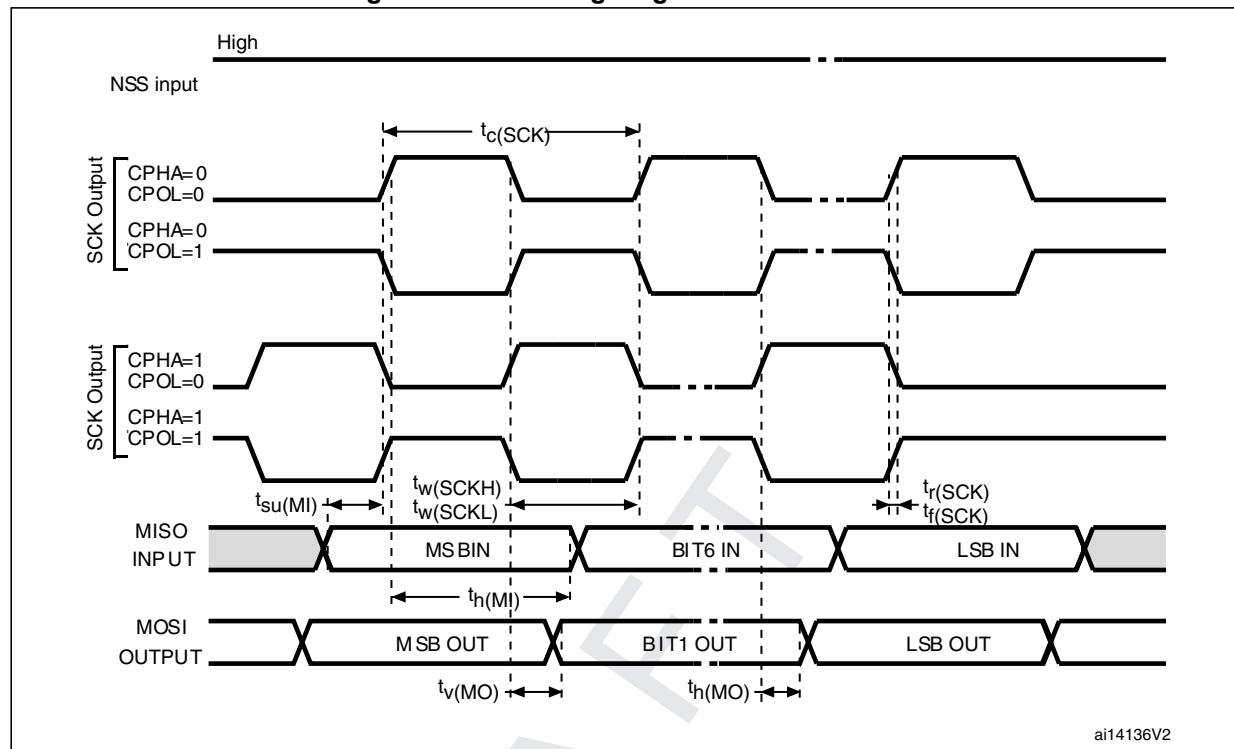 High
NSS input
tc(SCK)
SCK Output
CPHA=0
CPOL=0
CPHA=0
CPOL=1
SCK Output
CPHA=1
CPOL=0
CPHA=1
CPOL=1
tsu(MI)
tw(SCKH)
tw(SCKL)
tr(SCK)
tf(SCK)
MISO
INPUT
MSBIN
BIT6 IN
LSB IN
th(MI)
MOSI
OUTPUT
MSB OUT
BIT1 OUT
LSB OUT
tv(MO)
th(MO)
ai14136V2